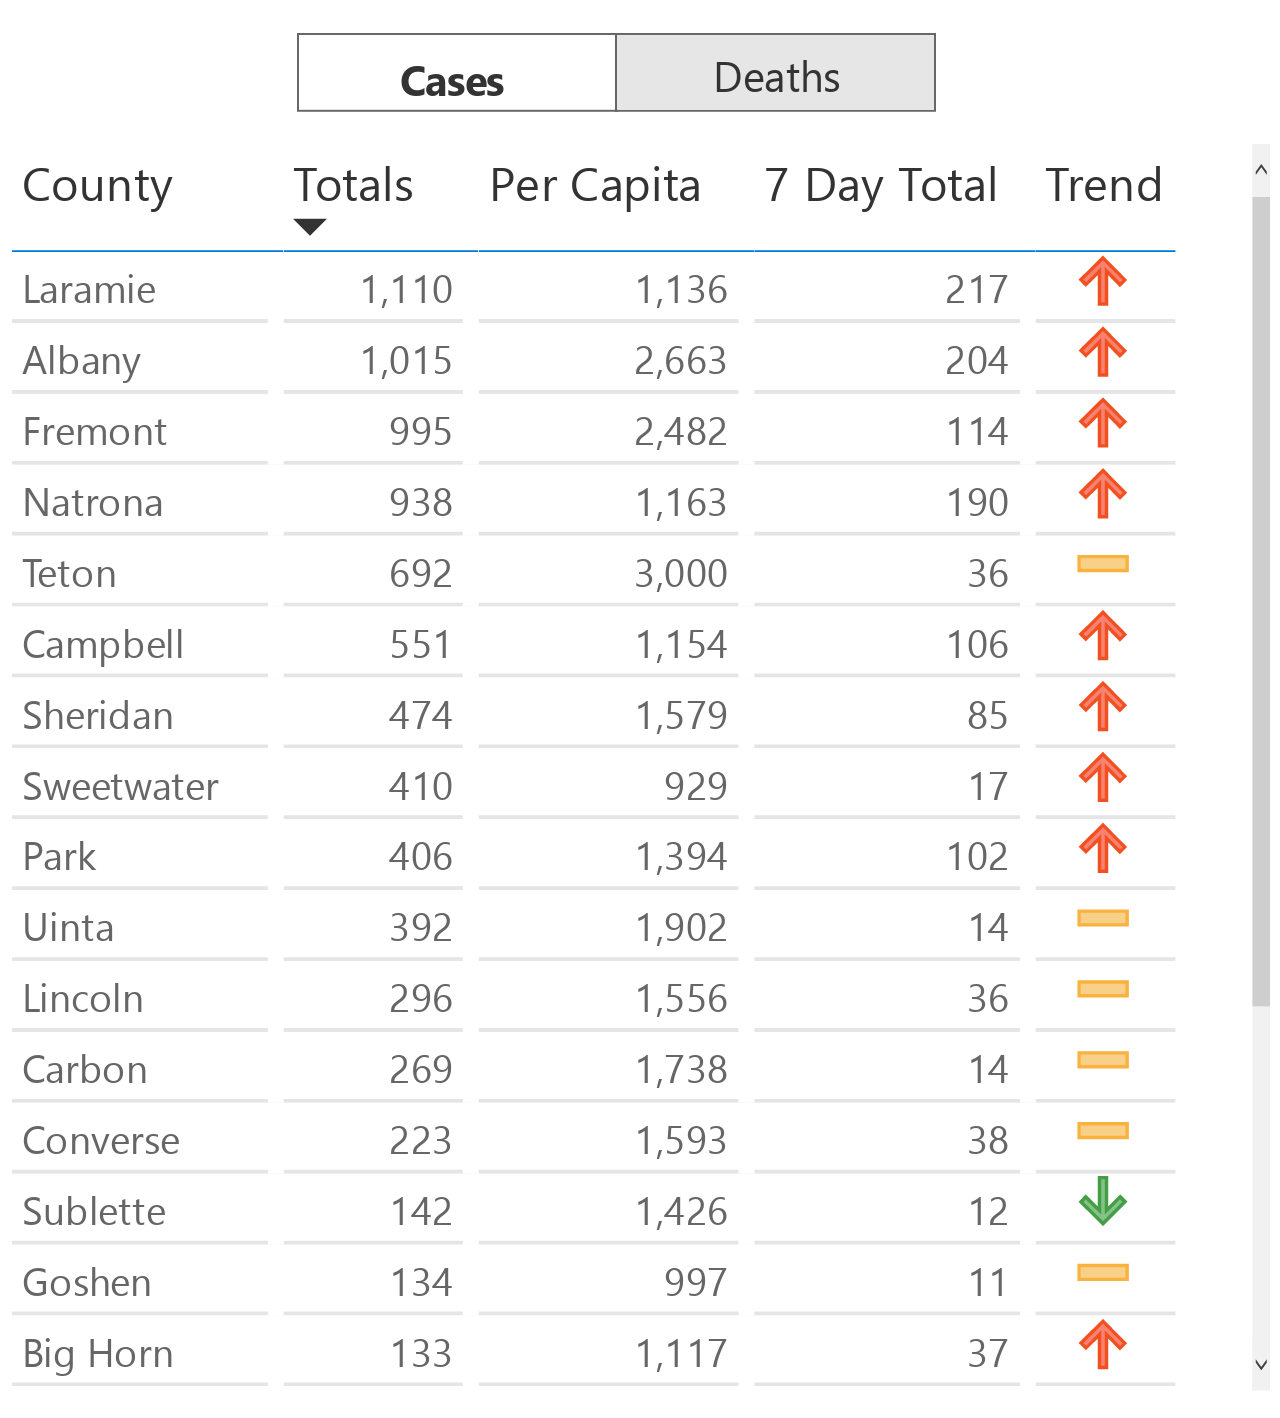 Cases Deaths
County Totals Per Capita 7 Day Total Trend
Laramie 1,110 1,136 217
Albany 1,015 2,663 204
Fremont 995 2,482 114
Natrona 938 1,163 190
Teton 692 3,000 36
Campbell 551 1,154 106
Sheridan 474 1,579 85
Sweetwater 410 929 17
Park 406 1,394 102
Uinta 392 1,902 14
Lincoln 296 1,556 36
Carbon 269 1,738 14
Converse 223 1,593 38
Sublette 142 1,426 12
Goshen 134 997 11
Big Horn 133 1,117 37